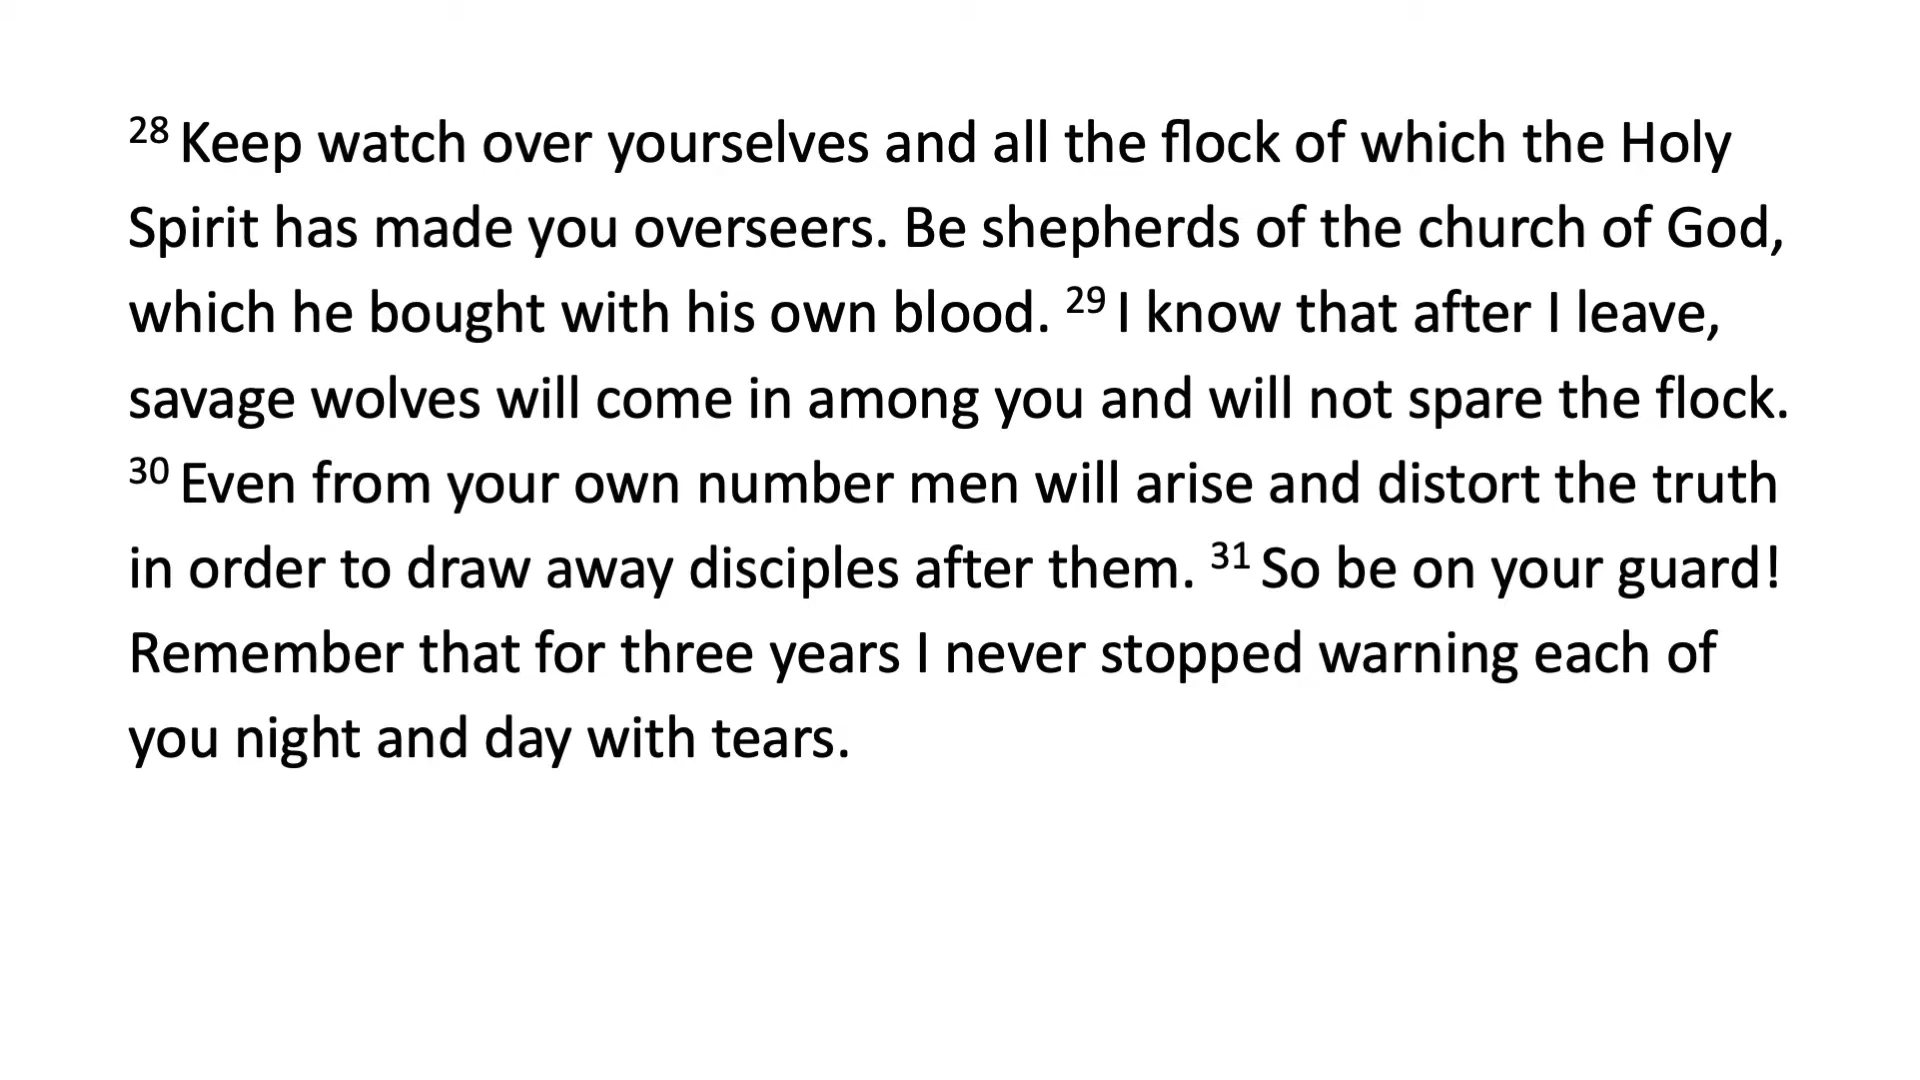 28 Keep watch over yourselves and all the flock of which the Holy
Spirit has made you overseers. Be shepherds of the church of God,
which he bought with his own blood. 29 I know that after I leave,
savage wolves will come in among you and will not spare the flock.
30 Even from your own number men will arise and distort the truth
in order to draw away disciples after them. 31 So be on your guard!
Remember that for three years I never stopped warning each of
you night and day with tears.